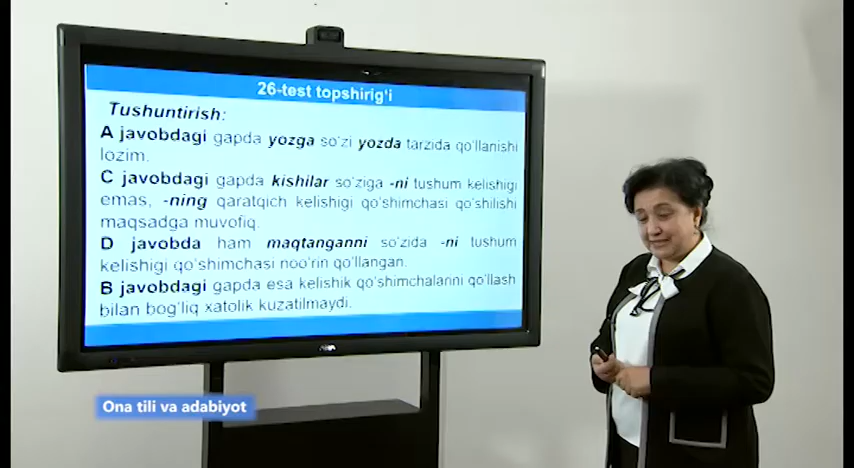 26-test topshirig‘i
Tushuntirish:
A javobdagi gapda yozga so‘zi yozda tarzida qo‘llanishi
lozim.
C javobdagi gapda kishilar so‘ziga -ni tushum kelishigi
emas, -ning qaratqich kelishigi qo‘shimchasi qo‘shilishi
maqsadga muvofiq.
D javobda ham maqtanganni so‘zida -ni tushum
kelishigi qo‘shimchasi noo‘rin qo‘llangan.
B javobdagi gapda esa kelishik qo‘shimchalarini qo‘llash
bilan bog‘liq xatolik kuzatilmaydi.
Ona tili va adabiyot